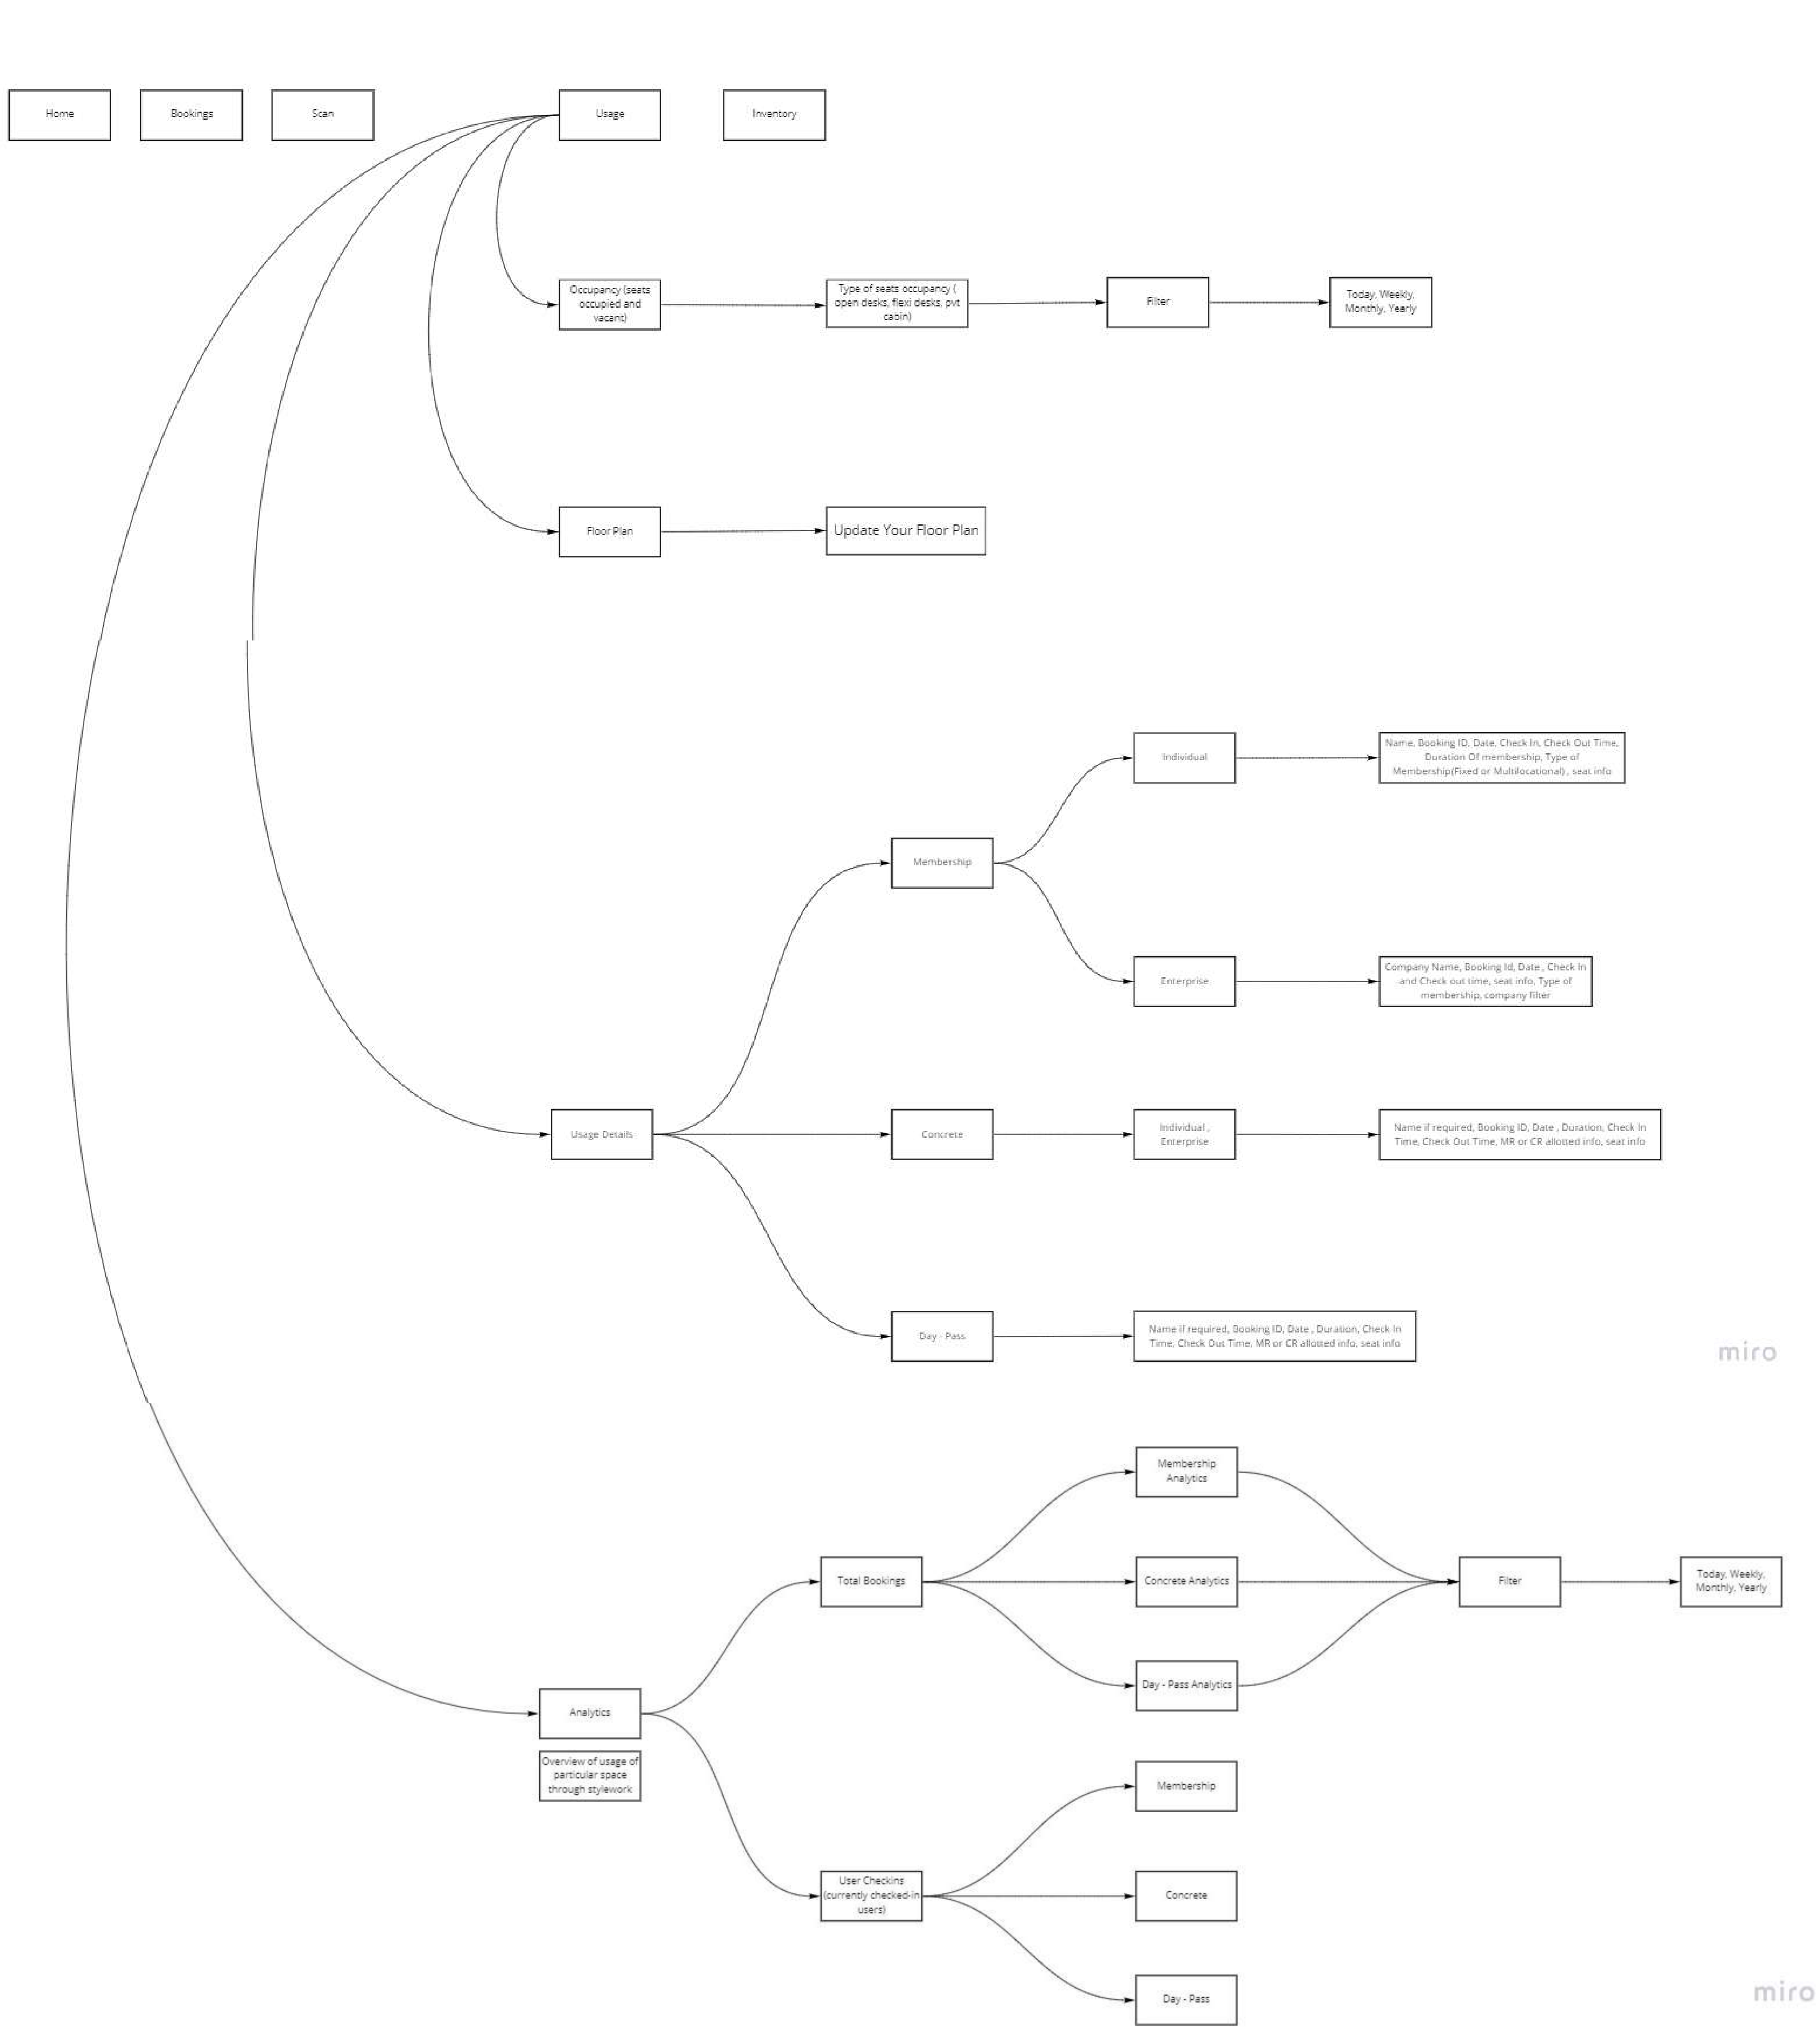 Home
Bookings
Scan
Usage
Inventory
Occupancy (seats
occupied and
vacant)
Type of seats occupancy (
open desks, flexi desks, pvt
cabin)
Filter
Today, Weekly,
Monthly, Yearly
Floor Plan
Update Your Floor Plan
Individual
Name, Booking ID, Date, Check In, Check Out Time,
Duration Of membership, Type of
Membership(Fixed or Multilocational) , seat info
Membership
Enterprise
Company Name, Booking Id, Date , Check In
and Check out time, seat info, Type of
membership, company filter
Usage Details
Concrete
Individual ,
Enterprise
Name if required, Booking ID, Date , Duration, Check In
Time, Check Out Time, MR or CR allotted info, seat info
Day - Pass
Name if required, Booking ID, Date , Duration, Check In
Time, Check Out Time, MR or CR allotted info, seat info
miro
Membership
Analytics
Total Bookings
Concrete Analytics
Filter
Today, Weekly,
Monthly, Yearly
Day - Pass Analytics
Analytics
Overview of usage of
particular space
through stylework
Membership
User Checkins
(currently checked-in
users)
Concrete
Day - Pass
miro